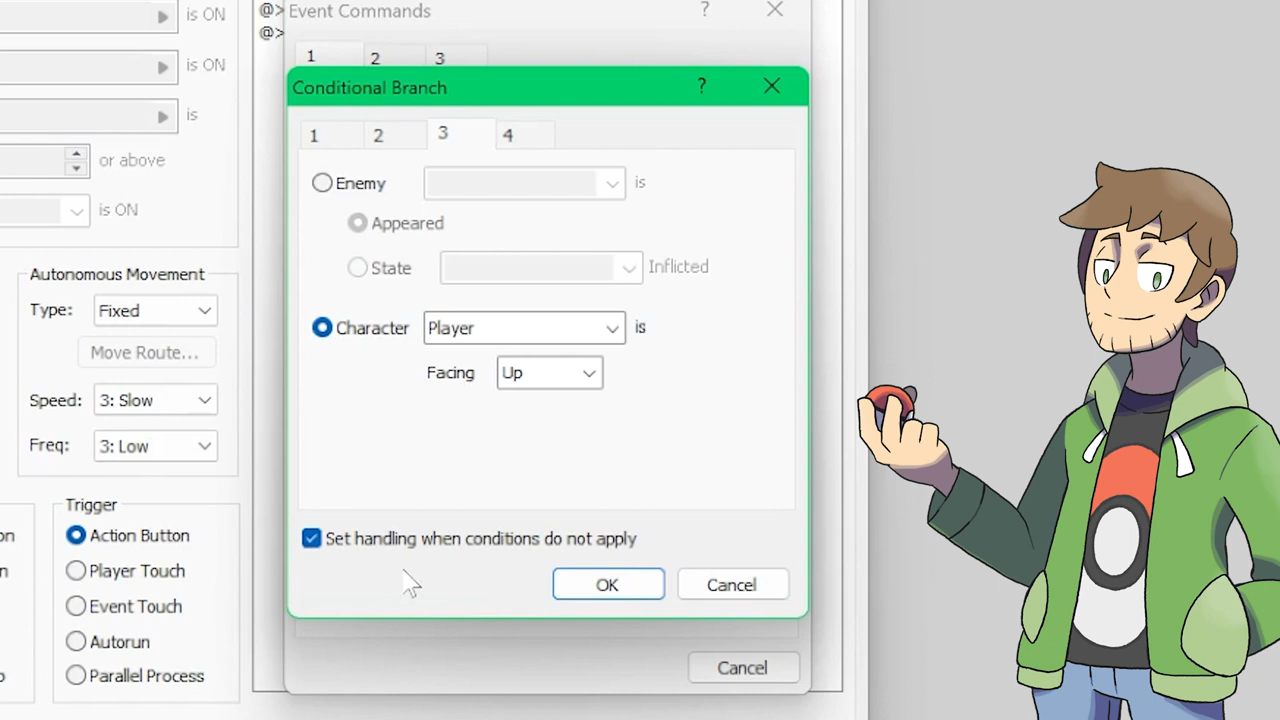 is ON
@>
Event Commands
?
@>
1 2 3
is ON
Conditional Branch
?
1 2 3 4
is
or above
is ON
Enemy is
Appeared
State Inflicted
Character Player is
Facing Up
Set handling when conditions do not apply
OK Cancel
Cancel
Autonomous Movement
Type: Fixed
Move Route...
Speed: 3: Slow
Freq: 3: Low
Trigger
Action Button
Player Touch
Event Touch
Autorun
Parallel Process